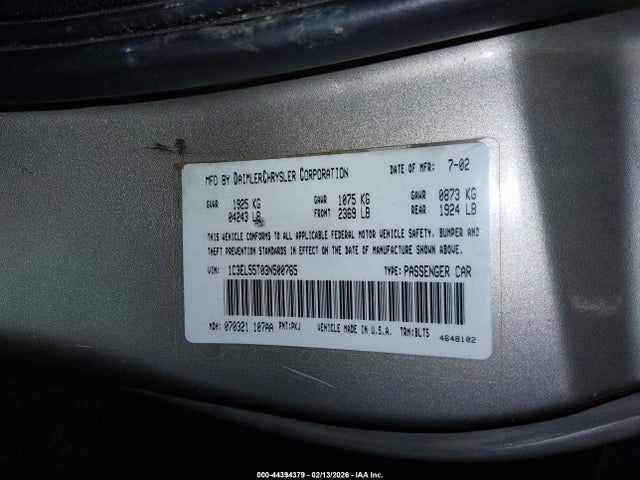 MFD BY DAIMLERCHRYSLER CORPORATION DATE OF MFR: 7-02
GVWR 1925 KG GAWR 1075 KG GAWR 0873 KG
04243 LB FRONT 2369 LB REAR 1924 LB
THIS VEHICLE CONFORMS TO ALL APPLICABLE FEDERAL MOTOR VEHICLE SAFETY, BUMPER AND
THEFT PREVENTION STANDARDS IN EFFECT ON THE DATE OF MANUFACTURE SHOWN ABOVE.
VIN: 1C3EL55T03N500765 TYPE: PASSENGER CAR
MDH: 070321 107AA PNT:PKJ VEHICLE MADE IN U.S.A. TRM:BLT5
4648102
000-44394379 - 02/13/2026 - IAA Inc.